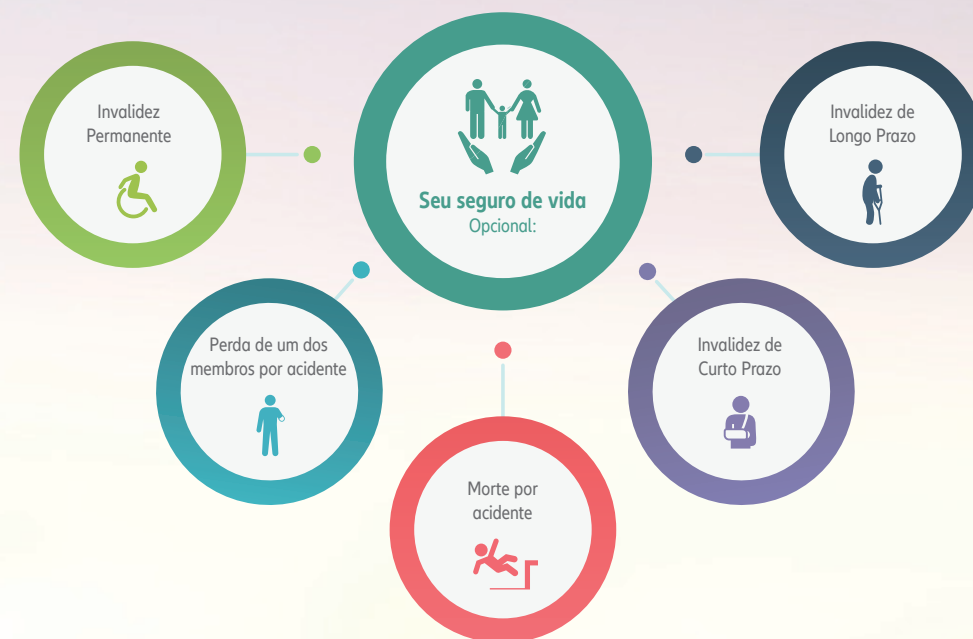 Invalidez
Permanente
Seu seguro de vida
Opcional:
Invalidez de
Longo Prazo
Perda de um dos
membros por acidente
Invalidez de
Curto Prazo
Morte por
acidente